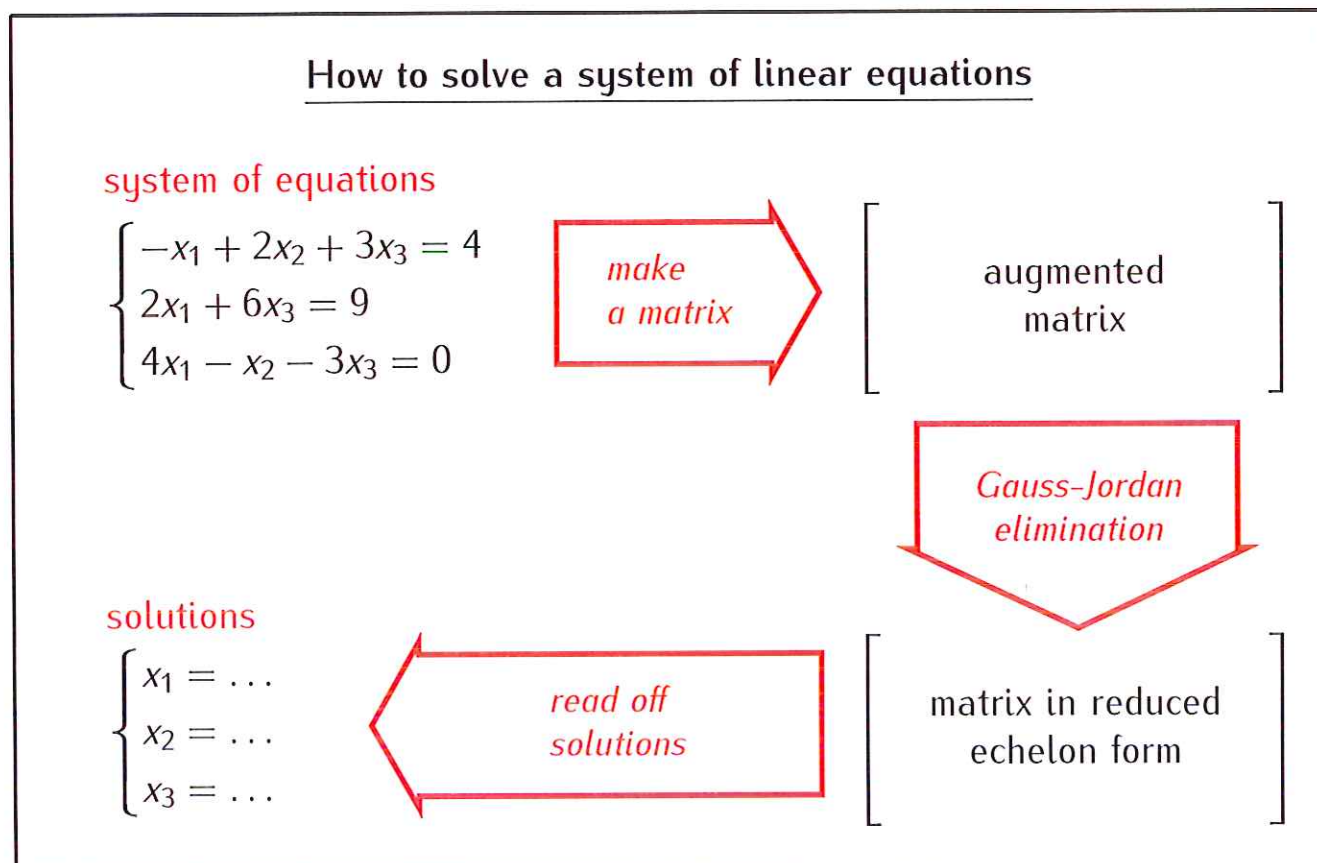 How to solve a system of linear equations
system of equations
−x₁ + 2x₂ + 3x₃ = 4
2x₁ + 6x₃ = 9
4x₁ − x₂ − 3x₃ = 0
make
a matrix
augmented
matrix
Gauss-Jordan
elimination
matrix in reduced
echelon form
read off
solutions
solutions
x₁ = ...
x₂ = ...
x₃ = ...